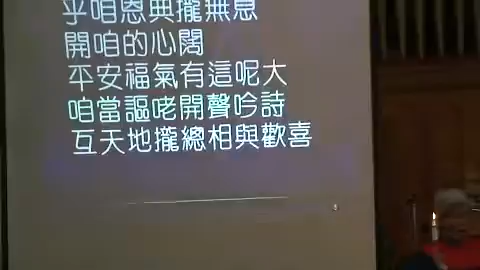 乎咱恩典攏無息
開咱的心闊
平安福氣有這呢大
咱當謳咾開聲吟詩
互天地攏總相與歡喜